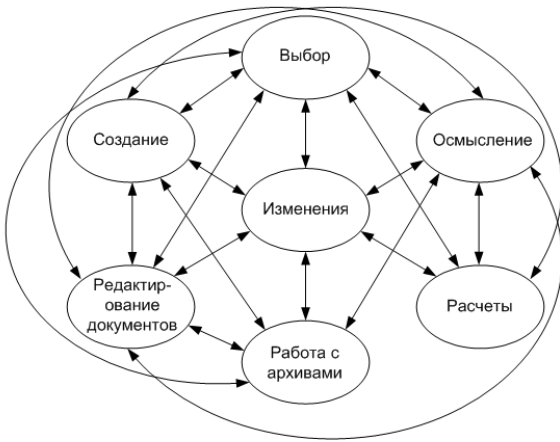 Выбор
Создание
Осмысление
Изменения
Редактир-
ование
документов
Расчеты
Работа с
архивами